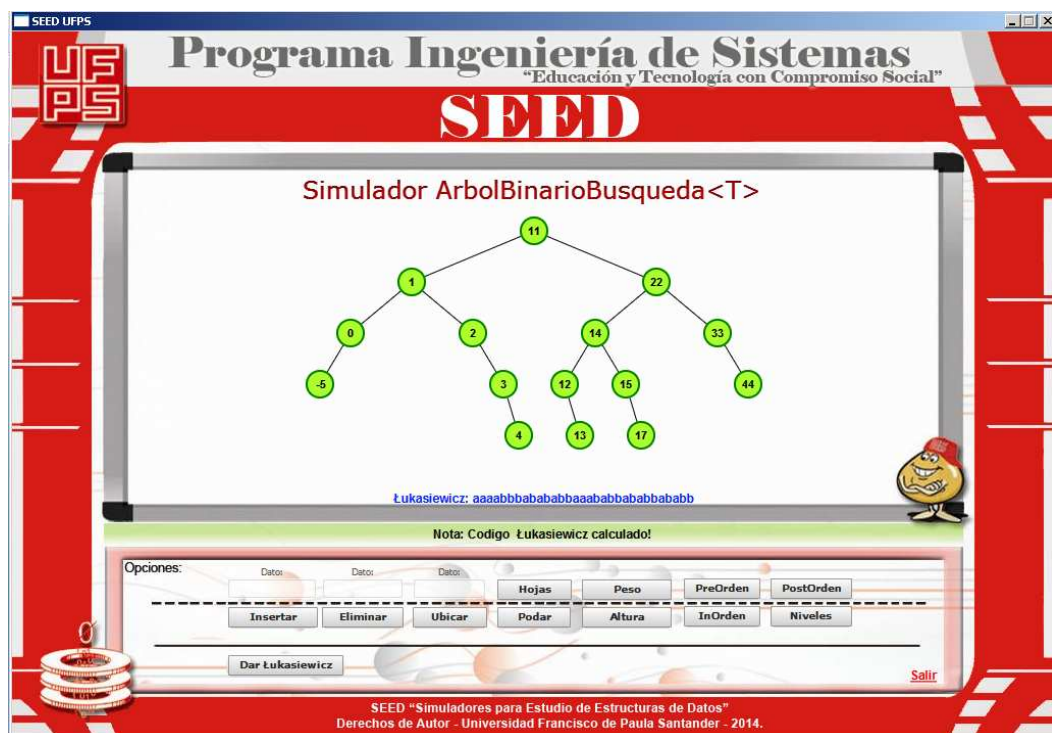 SEED UFPS
UFPS
Programa Ingeniería de Sistemas
“Educación y Tecnología con Compromiso Social”
SEED
Simulador ArbolBinarioBusqueda<T>
11
1
22
0
2
14
33
-5
3
12
15
44
4
13
17
Łukasiewicz: aaaabbbabababbaaababbababbababb
Nota: Codigo Łukasiewicz calculado!
Opciones:
Dato: Dato: Dato:
Hojas Peso PreOrden PostOrden
Insertar Eliminar Ubicar Podar Altura InOrden Niveles
Dar Łukasiewicz
Salir
SEED “Simuladores para Estudio de Estructuras de Datos”
Derechos de Autor - Universidad Francisco de Paula Santander - 2014.